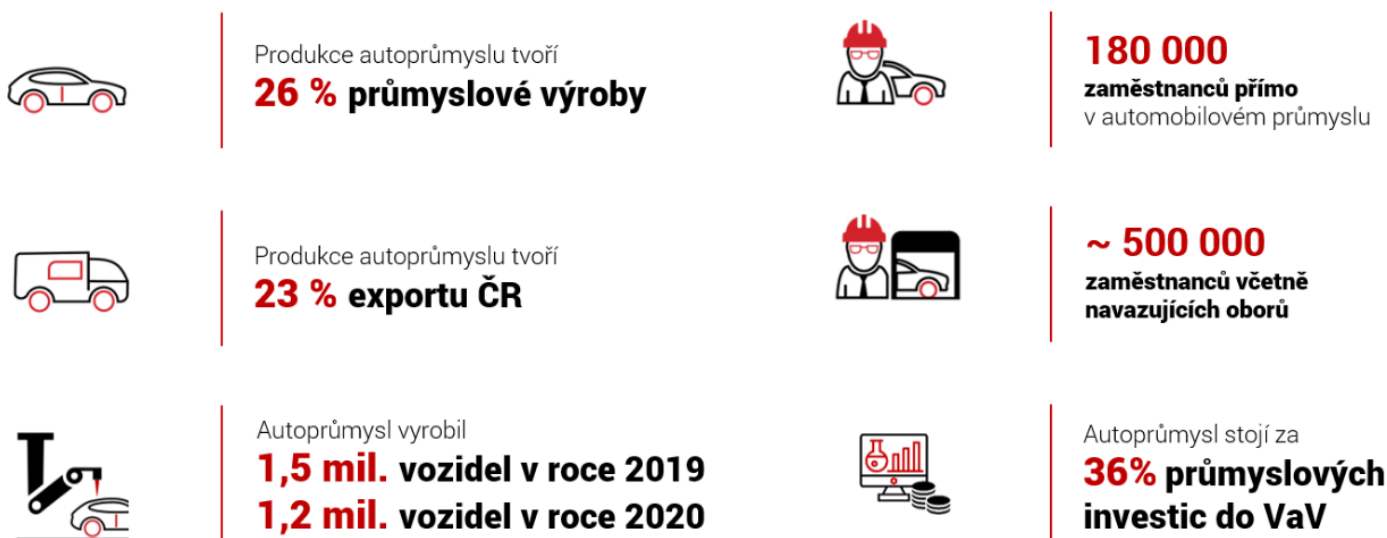 Produkce autoprůmyslu tvoří
26 % průmyslové výroby
180 000
zaměstnanců přímo
v automobilovém průmyslu
Produkce autoprůmyslu tvoří
23 % exportu ČR
~ 500 000
zaměstnanců včetně
navazujících oborů
Autoprůmysl vyrobil
1,5 mil. vozidel v roce 2019
1,2 mil. vozidel v roce 2020
Autoprůmysl stojí za
36% průmyslových
investic do VaV